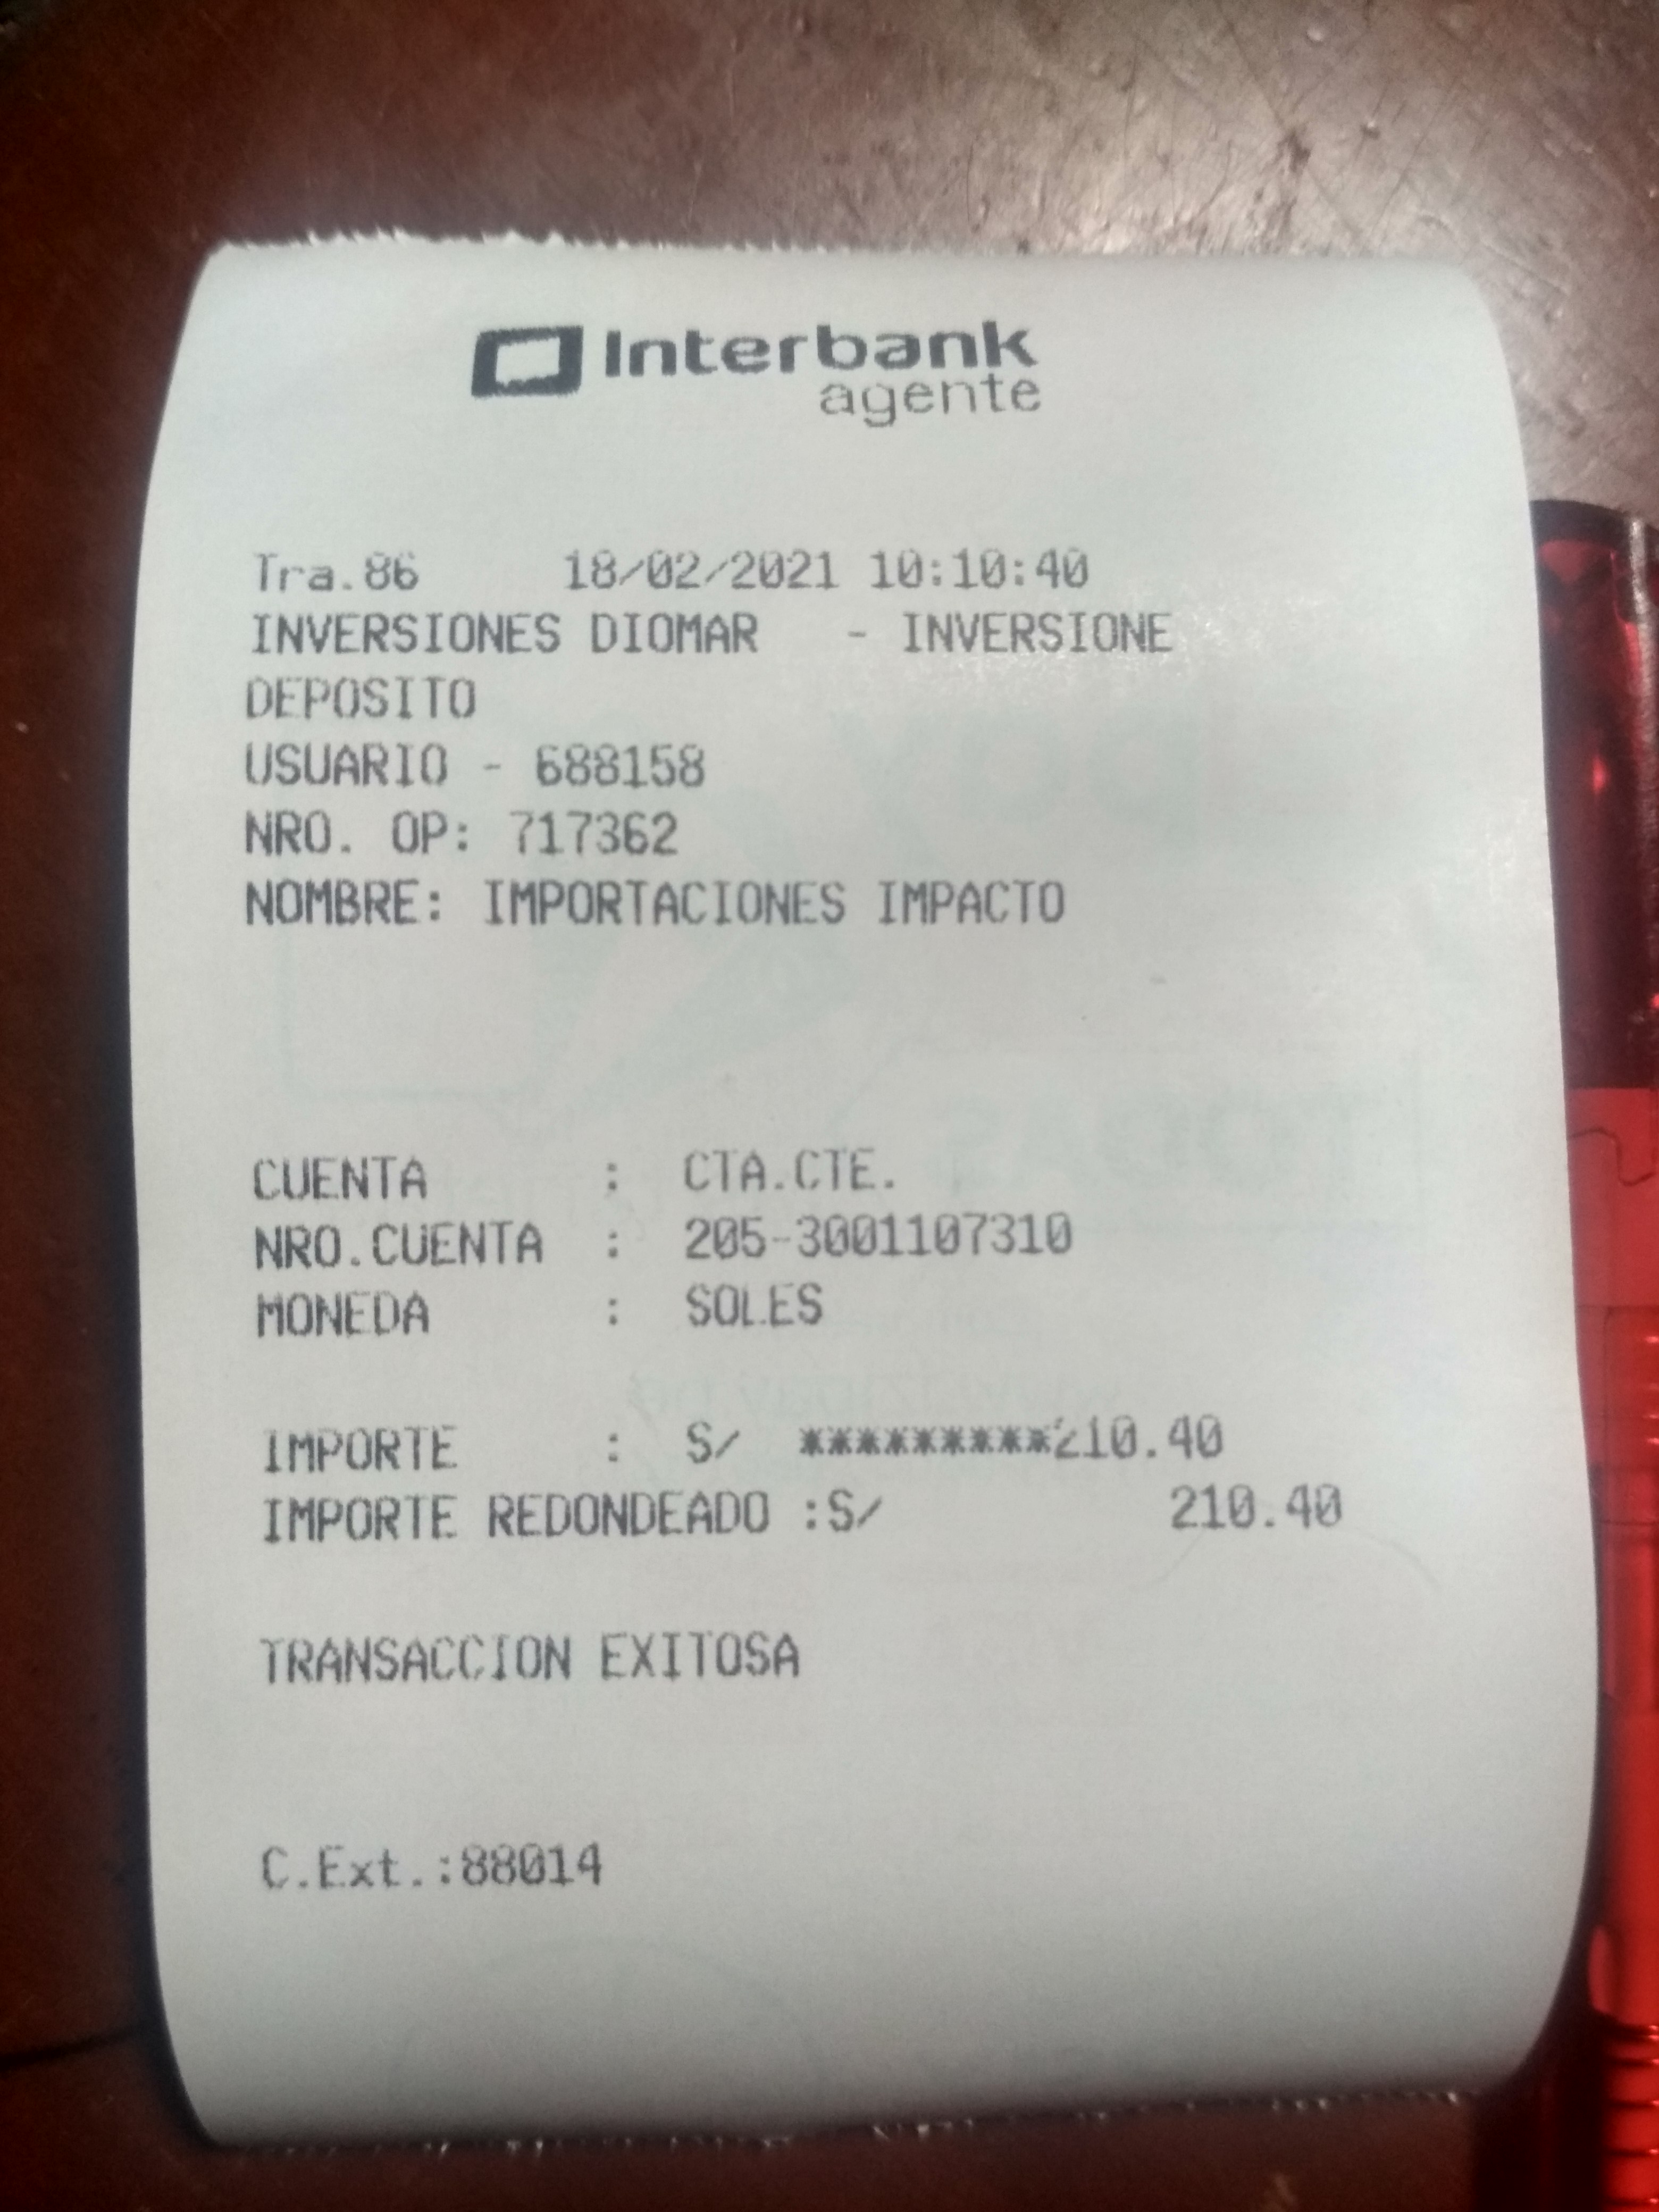 Interbank
agente
Tra.86 18/02/2021 10:10:40
INVERSIONES DIOMAR - INVERSIONE
DEPOSITO
USUARIO - 688158
NRO. OP: 717362
NOMBRE: IMPORTACIONES IMPACTO
CUENTA : CTA.CTE.
NRO.CUENTA : 205-3001107310
MONEDA : SOLES
IMPORTE : S/ *********210.40
IMPORTE REDONDEADO :S/ 210.40
TRANSACCION EXITOSA
C.Ext.:88014